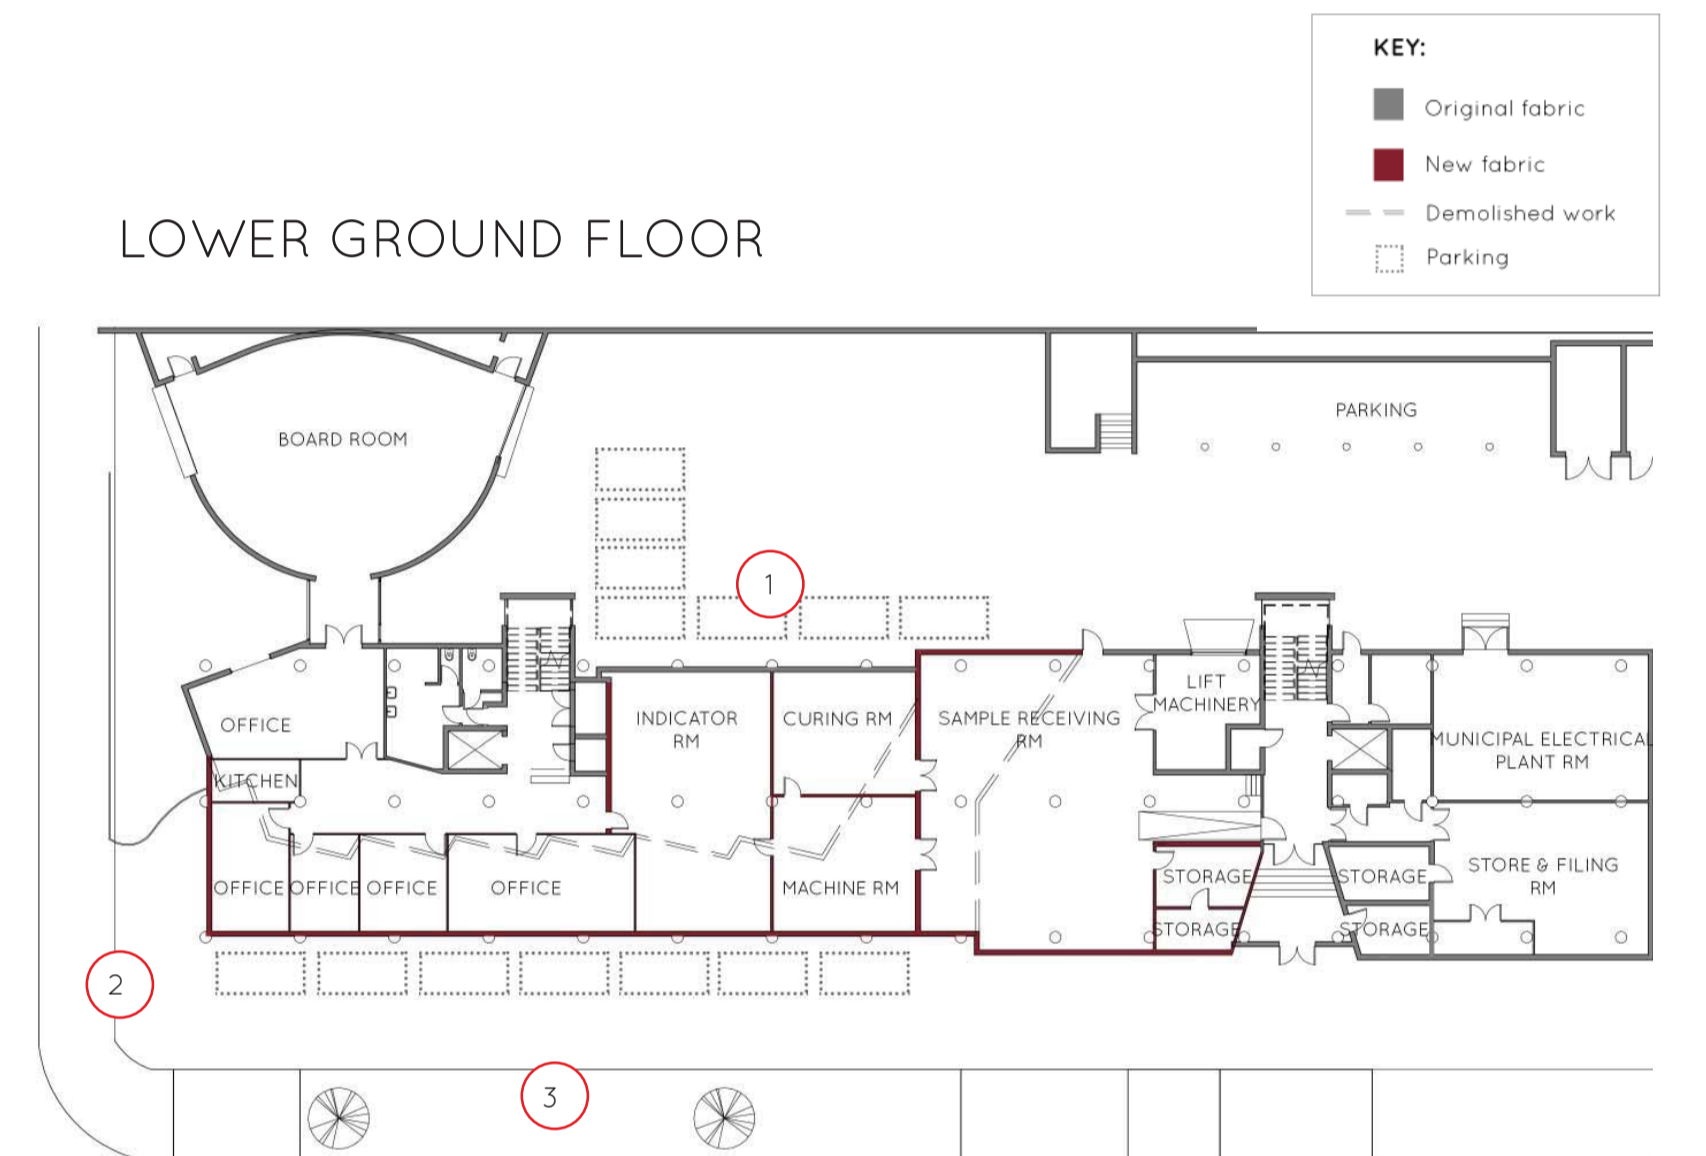 KEY:
Original fabric
New fabric
Demolished work
Parking
LOWER GROUND FLOOR
PARKING
BOARD ROOM
1
LIFT
MACHINERY
OFFICE
INDICATOR
RM
CURING RM
SAMPLE RECEIVING
RM
MUNICIPAL ELECTRICAL
PLANT RM
KITCHEN
OFFICE
OFFICE
OFFICE
OFFICE
MACHINE RM
STORAGE
STORAGE
STORE & FILING
RM
STORAGE
STORAGE
2
3